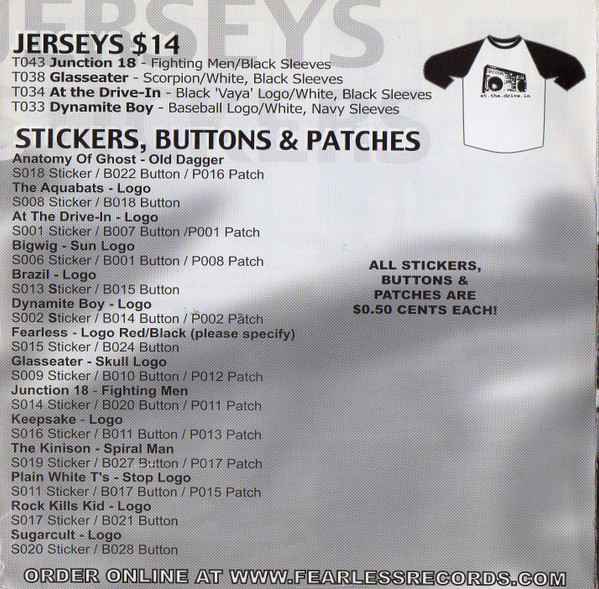 JERSEYS
JERSEYS $14
T043 Junction 18 - Fighting Men/Black Sleeves
T038 Glasseater - Scorpion/White, Black Sleeves
T034 At the Drive-In - Black 'Vaya' Logo/White, Black Sleeves
T033 Dynamite Boy - Baseball Logo/White, Navy Sleeves
at.the.drive.in
STICKERS, BUTTONS & PATCHES
Anatomy Of Ghost - Old Dagger
S018 Sticker / B022 Button / P016 Patch
The Aquabats - Logo
S008 Sticker / B018 Button
At The Drive-In - Logo
S001 Sticker / B007 Button /P001 Patch
Bigwig - Sun Logo
S006 Sticker / B001 Button / P008 Patch
Brazil - Logo
S013 Sticker / B015 Button
Dynamite Boy - Logo
S002 Sticker / B014 Button / P002 Patch
Fearless - Logo Red/Black (please specify)
S015 Sticker / B024 Button
Glasseater - Skull Logo
S009 Sticker / B010 Button / P012 Patch
Junction 18 - Fighting Men
S014 Sticker / B020 Button / P011 Patch
Keepsake - Logo
S016 Sticker / B011 Button / P013 Patch
The Kinison - Spiral Man
S019 Sticker / B027 Button / P017 Patch
Plain White T's - Stop Logo
S011 Sticker / B017 Button / P015 Patch
Rock Kills Kid - Logo
S017 Sticker / B021 Button
Sugarcult - Logo
S020 Sticker / B028 Button
ALL STICKERS,
BUTTONS &
PATCHES ARE
$0.50 CENTS EACH!
ORDER ONLINE AT WWW.FEARLESSRECORDS.COM